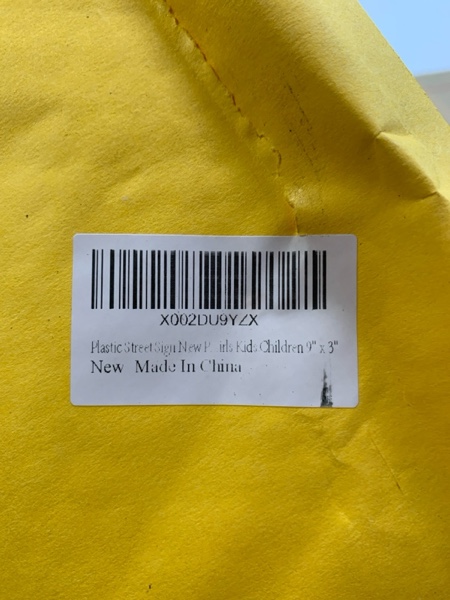 X002DU9YZX
Plastic Street Sign:New Kids Children 9" x 3"
New Made In China